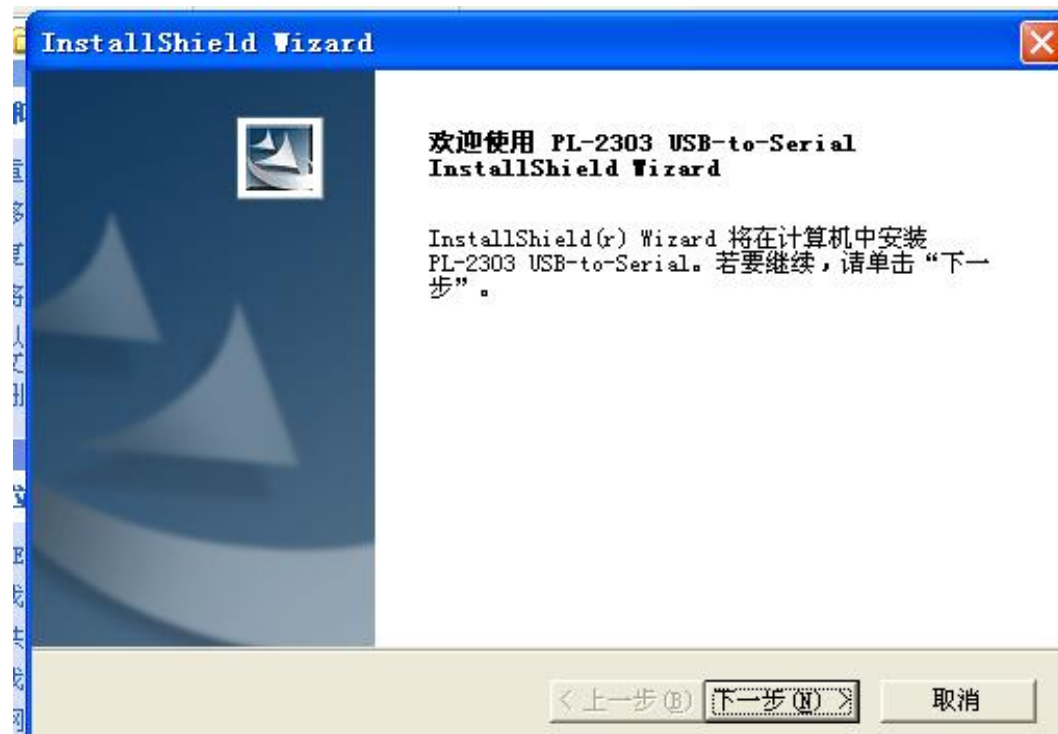 InstallShield Wizard
欢迎使用 PL-2303 USB-to-Serial
InstallShield Wizard
InstallShield(r) Wizard 将在计算机中安装
PL-2303 USB-to-Serial。若要继续，请单击“下一
步”。
< 上一步(B)
下一步(N) >
取消